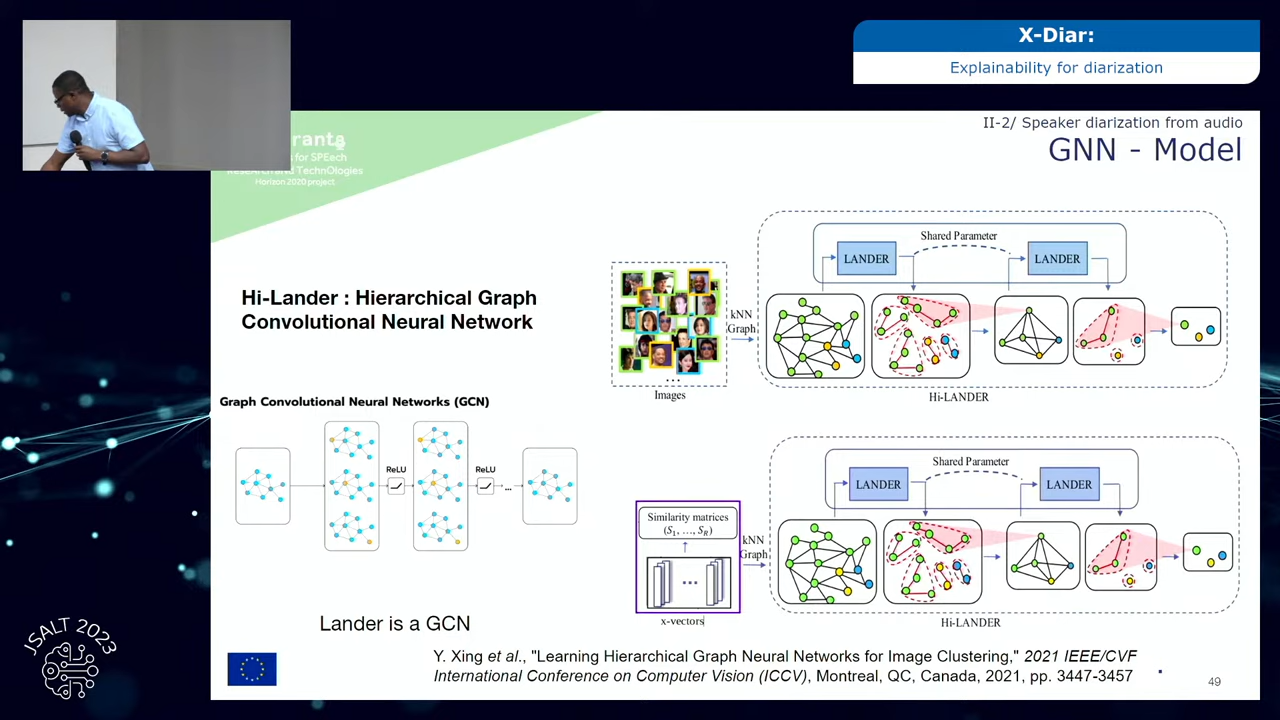 X-Diar:
Explainability for diarization
II-2/ Speaker diarization from audio
GNN - Model
for SPEech
REsearch and TechnOlogies
Horizon 2020 project
Hi-Lander : Hierarchical Graph
Convolutional Neural Network
Shared Parameter
LANDER
LANDER
kNN
Graph
...
Images
Hi-LANDER
Graph Convolutional Neural Networks (GCN)
ReLU
ReLU
...
Shared Parameter
LANDER
LANDER
Similarity matrices
(S₁, …, S_R)
...
kNN
Graph
x-vectors
Hi-LANDER
Lander is a GCN
Y. Xing et al., "Learning Hierarchical Graph Neural Networks for Image Clustering," 2021 IEEE/CVF
International Conference on Computer Vision (ICCV), Montreal, QC, Canada, 2021, pp. 3447-3457
49
JSALT 2023